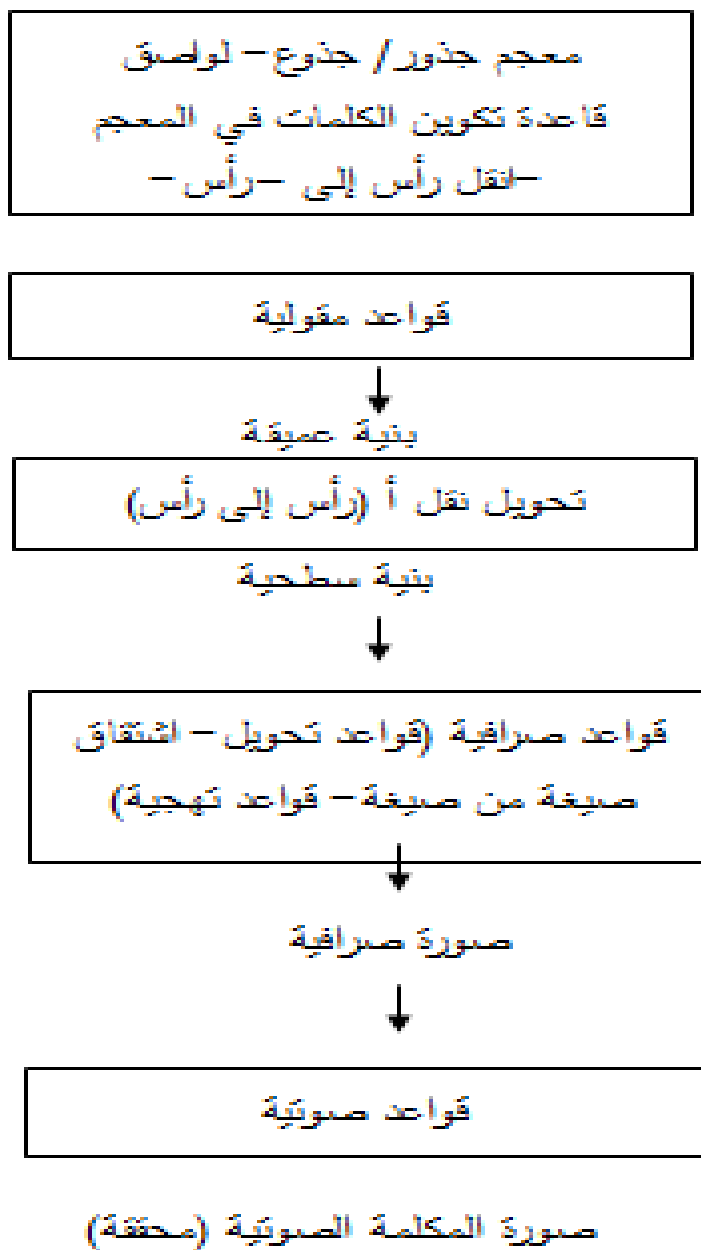 معجم جذور/ جذوع– لواصق
قاعدة تكوين الكلمات في المعجم
–انقل رأس إلى –رأس–
قواعد مقولية
بنية عميقة
تحويل نقل أ (رأس إلى رأس)
بنية سطحية
قواعد صرافية (قواعد تحويل– اشتقاق
صيغة من صيغة– قواعد تهجية)
صورة صرافية
قواعد صوتية
صورة المكلمة الصوتية (محققة)